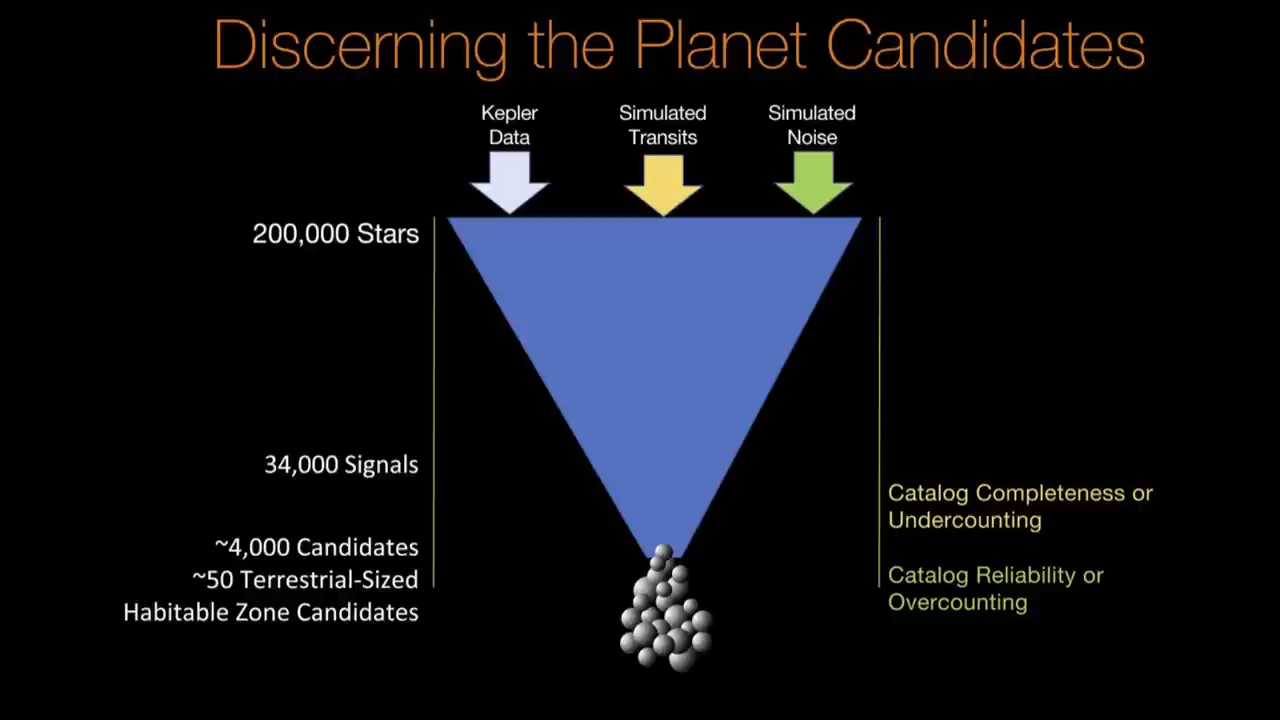 Discerning the Planet Candidates
Kepler
Data
Simulated
Transits
Simulated
Noise
200,000 Stars
34,000 Signals
~4,000 Candidates
~50 Terrestrial-Sized
Habitable Zone Candidates
Catalog Completeness or
Undercounting
Catalog Reliability or
Overcounting